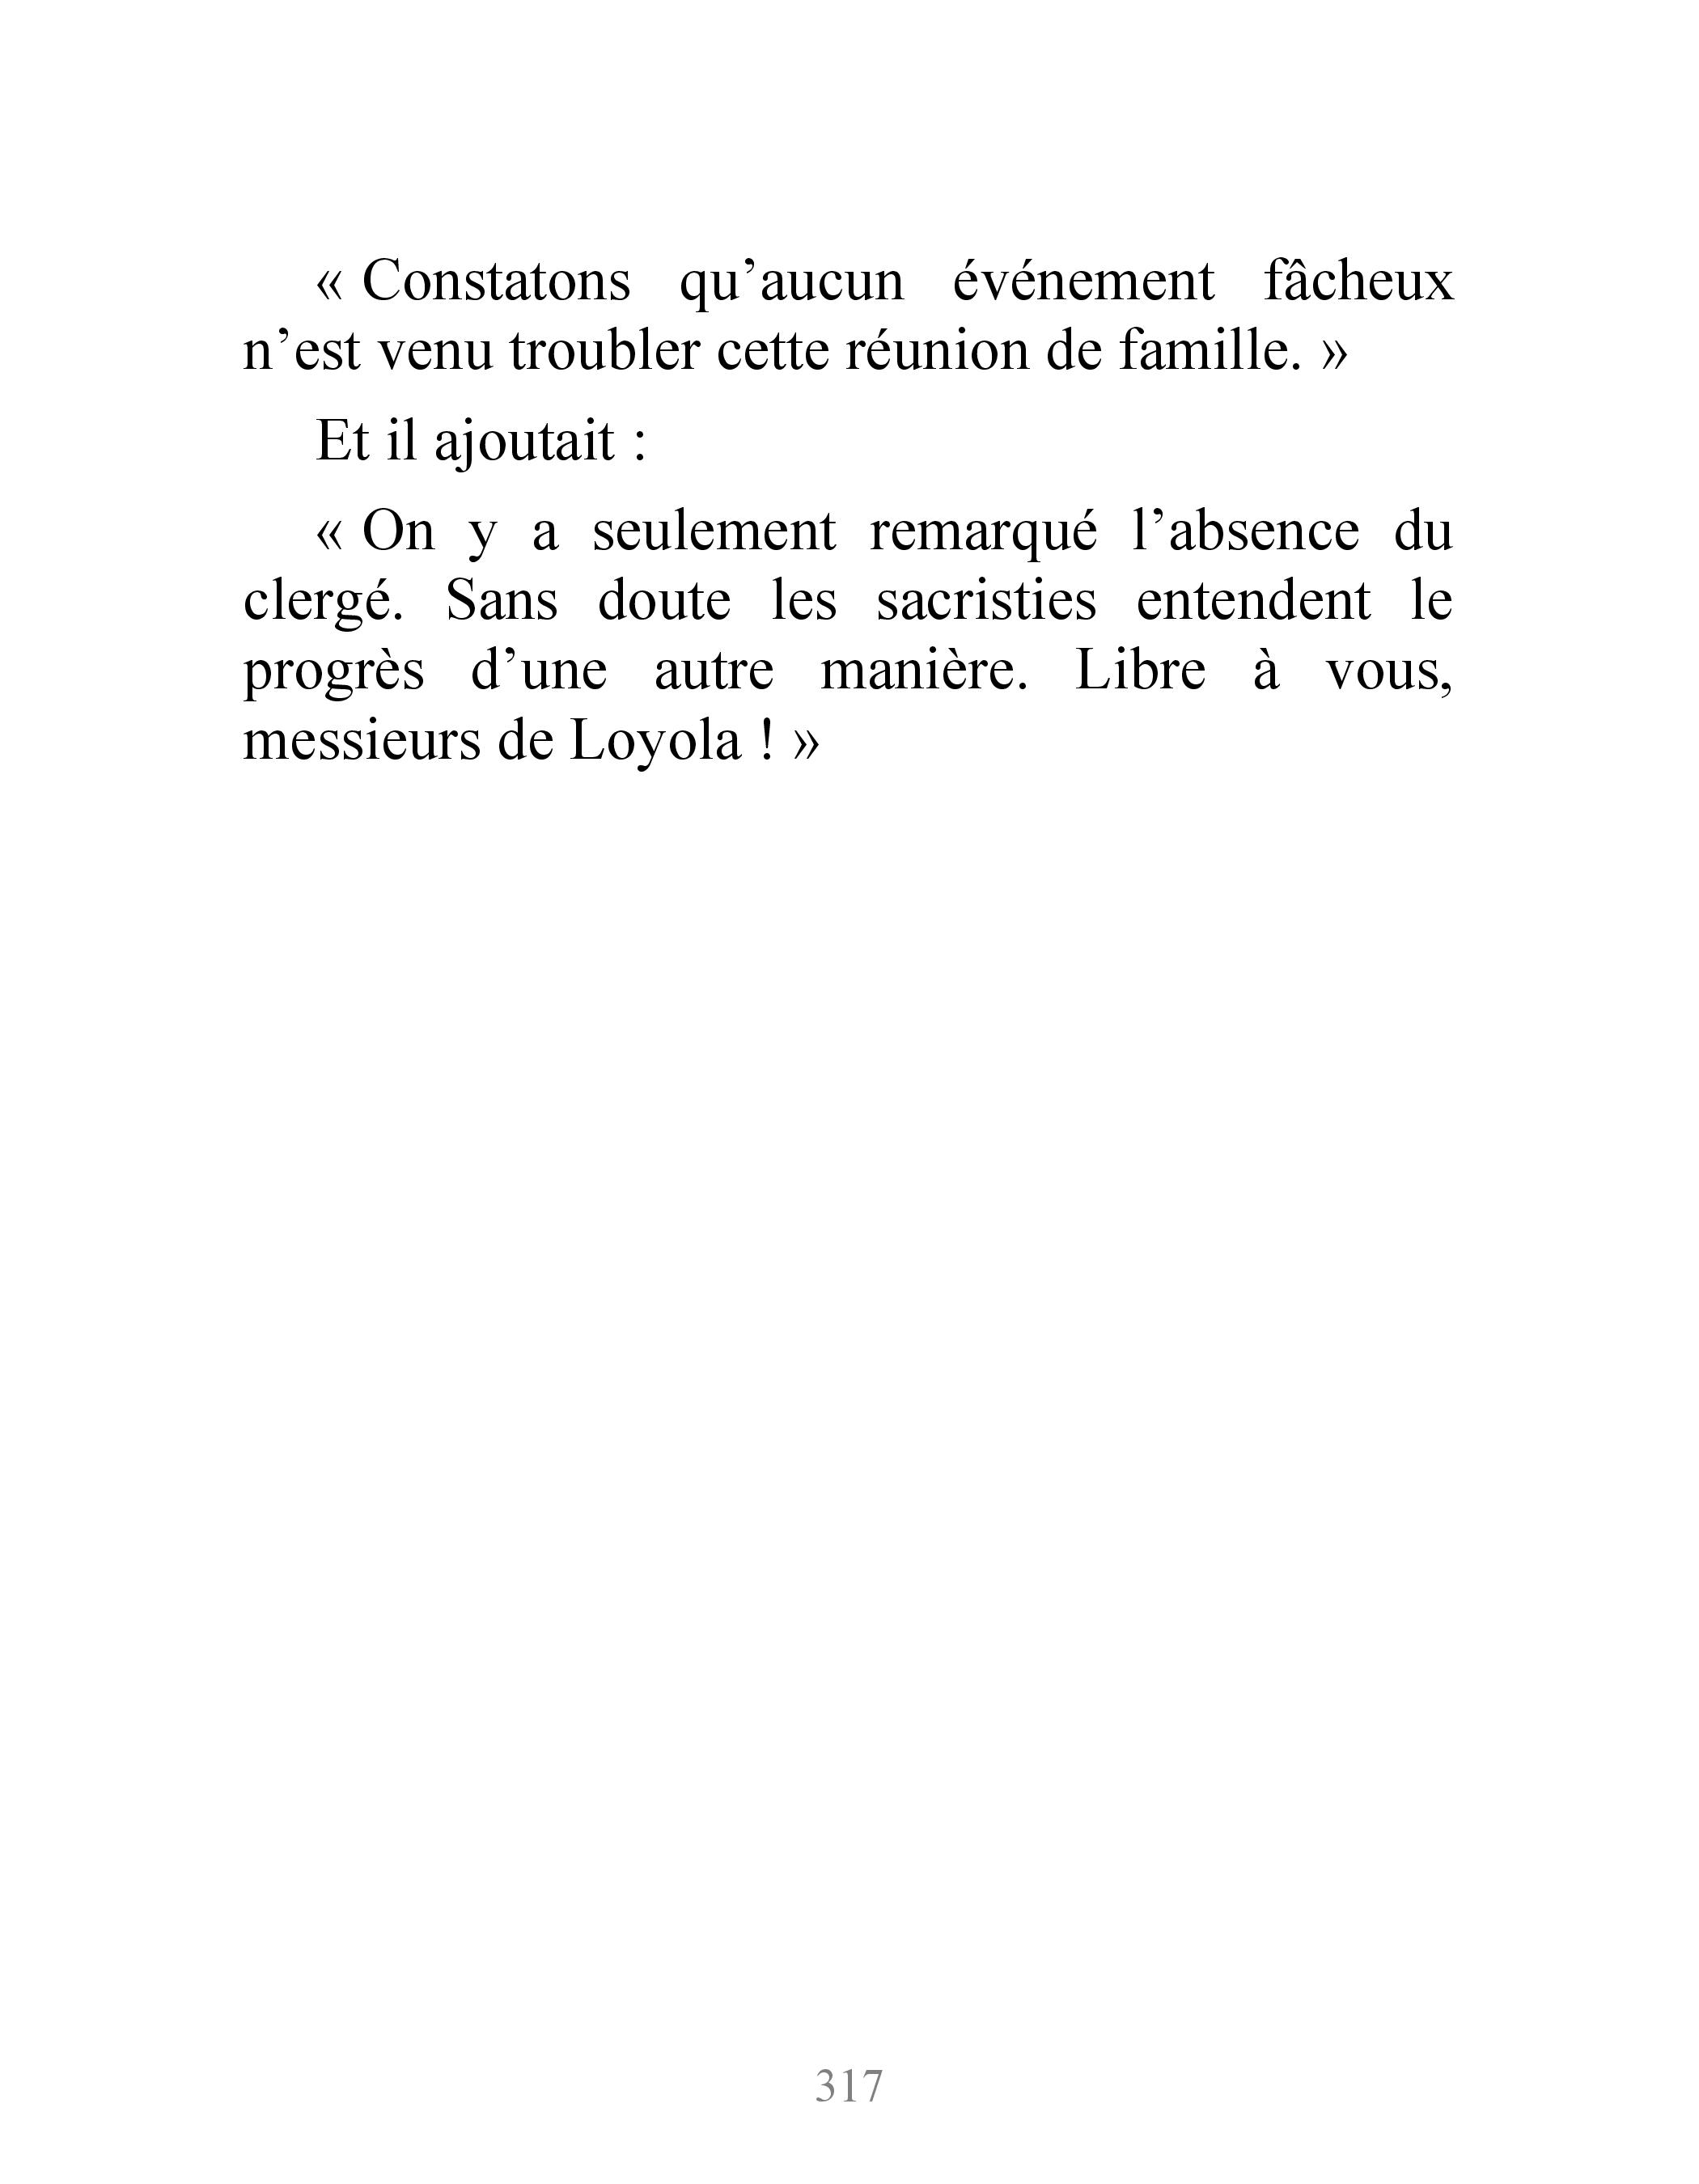 « Constatons qu’aucun événement fâcheux
n’est venu troubler cette réunion de famille. »
Et il ajoutait :
« On y a seulement remarqué l’absence du
clergé. Sans doute les sacristies entendent le
progrès d’une autre manière. Libre à vous,
messieurs de Loyola ! »
317